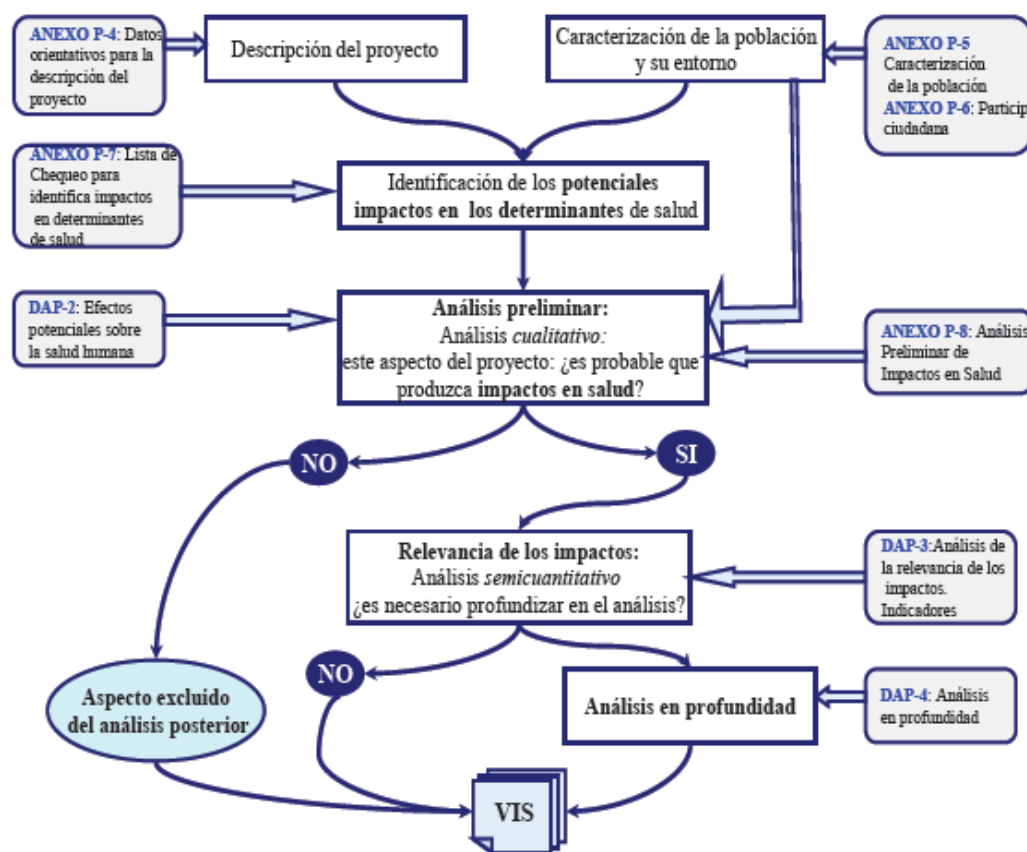 ANEXO P-4: Datos
orientativos para la
descripción del
proyecto
Descripción del proyecto
Caracterización de la población
y su entorno
ANEXO P-5
Caracterización
de la población
ANEXO P-6: Particip
ciudadana
ANEXO P-7: Lista de
Chequeo para
identifica impactos
en determinantes
de salud
Identificación de los potenciales
impactos en los determinantes de salud
DAP-2: Efectos
potenciales sobre
la salud humana
Análisis preliminar:
Análisis cualitativo:
este aspecto del proyecto: ¿es probable que
produzca impactos en salud?
ANEXO P-8: Análisis
Preliminar de
Impactos en Salud
NO
SI
Relevancia de los impactos:
Análisis semicuantitativo
¿es necesario profundizar en el análisis?
DAP-3:Análisis de
la relevancia de los
impactos.
Indicadores
NO
Aspecto excluido
del análisis posterior
Análisis en profundidad
DAP-4: Análisis
en profundidad
VIS